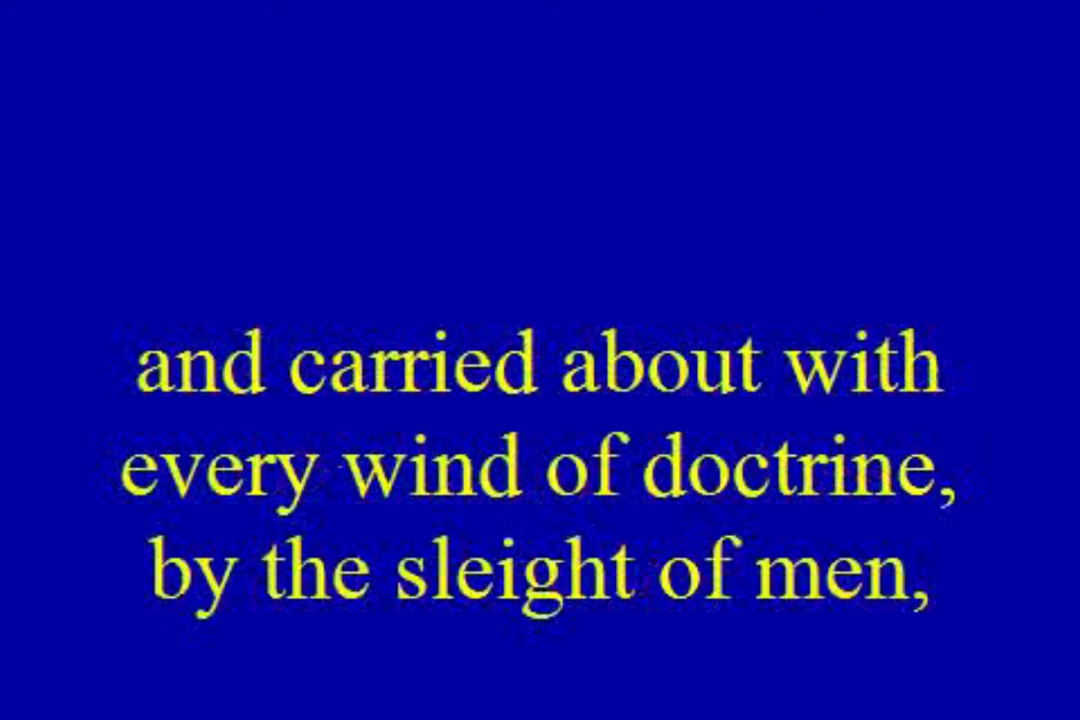 and carried about with
every wind of doctrine,
by the sleight of men,